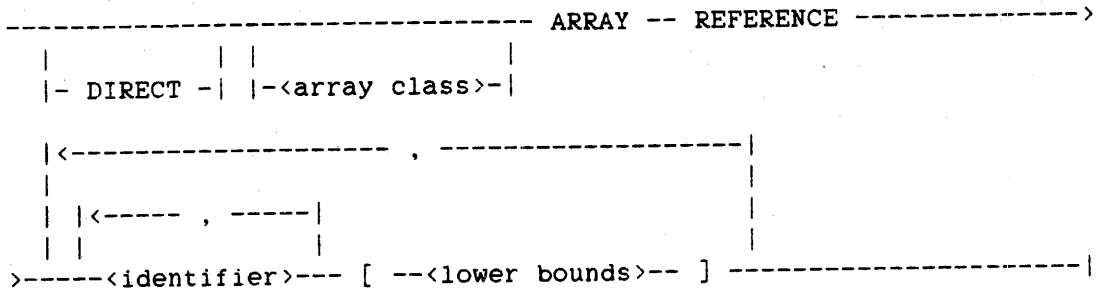 ARRAY -- REFERENCE
DIRECT <array class>
,
,
<identifier> [ <lower bounds> ]